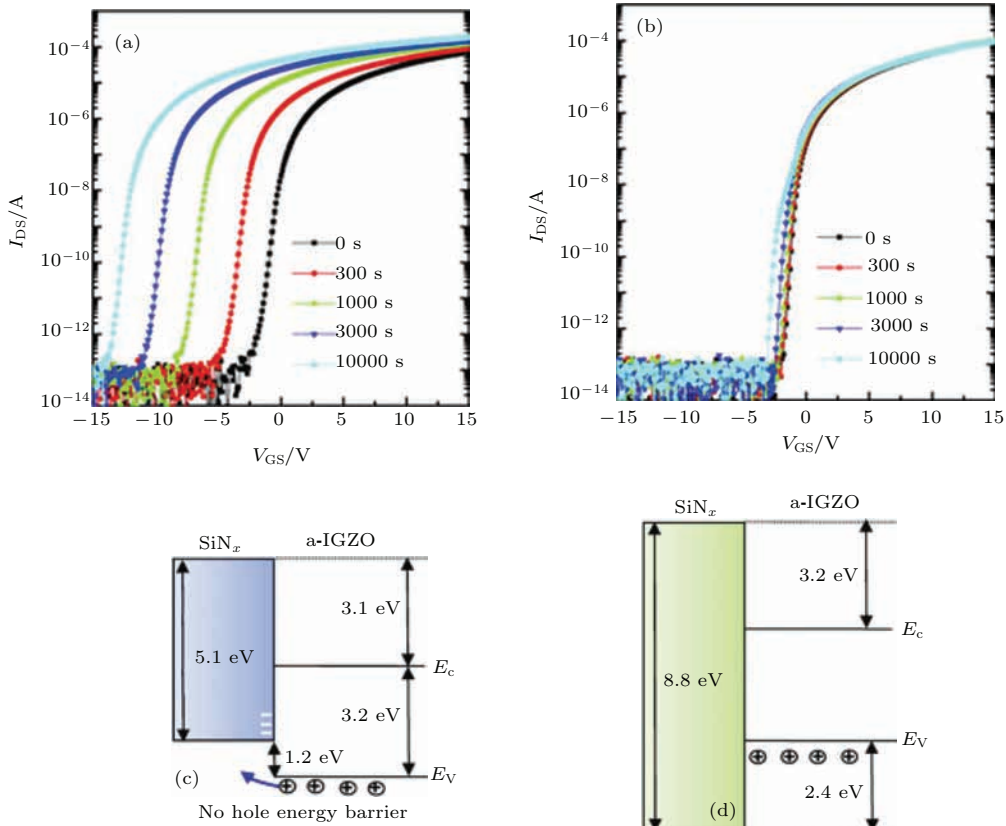 (a)
10⁻⁴
10⁻⁶
10⁻⁸
10⁻¹⁰
10⁻¹²
10⁻¹⁴
I_DS/A
0 s
300 s
1000 s
3000 s
10000 s
−15 −10 −5 0 5 10 15
V_GS/V
(b)
10⁻⁴
10⁻⁶
10⁻⁸
10⁻¹⁰
10⁻¹²
10⁻¹⁴
I_DS/A
0 s
300 s
1000 s
3000 s
10000 s
−15 −10 −5 0 5 10 15
V_GS/V
SiNₓ a-IGZO
3.1 eV
5.1 eV
E_c
3.2 eV
1.2 eV
E_V
(c)
No hole energy barrier
SiNₓ a-IGZO
3.2 eV
E_c
8.8 eV
E_V
2.4 eV
(d)